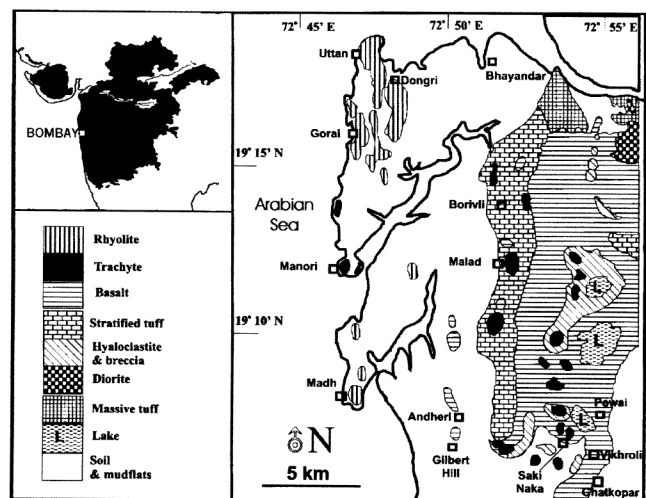 72° 45' E
72° 50' E
72° 55' E
Uttan
Dongri
Bhayandar
BOMBAY
Gorai
19° 15' N
Arabian
Sea
Borivli
Rhyolite
Trachyte
Basalt
Stratified tuff
Hyaloclastite
& breccia
Diorite
Massive tuff
L Lake
Soil
& mudflats
Manori
Malad
L
19° 10' N
L
Madh
Andheri
Powai
L
N
5 km
Gilbert
Hill
Saki
Naka
Vikhroli
Ghatkopar